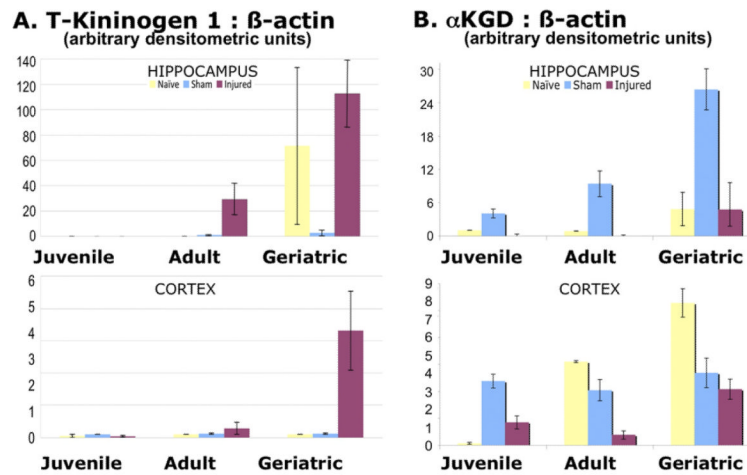 A. T-Kininogen 1 : ß-actin
(arbitrary densitometric units)
HIPPOCAMPUS
Naïve Sham Injured
140
120
100
80
60
40
20
0
Juvenile Adult Geriatric
CORTEX
6
5
4
3
2
1
0
Juvenile Adult Geriatric
B. αKGD : ß-actin
(arbitrary densitometric units)
HIPPOCAMPUS
Naïve Sham Injured
30
24
18
12
6
0
Juvenile Adult Geriatric
CORTEX
9
8
7
6
5
4
3
2
1
0
Juvenile Adult Geriatric